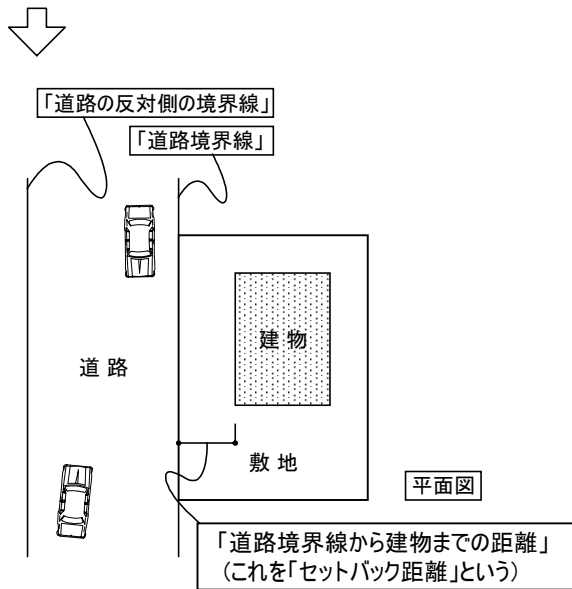 「道路の反対側の境界線」
「道路境界線」
建物
道路
敷地
平面図
「道路境界線から建物までの距離」
（これを「セットバック距離」という）